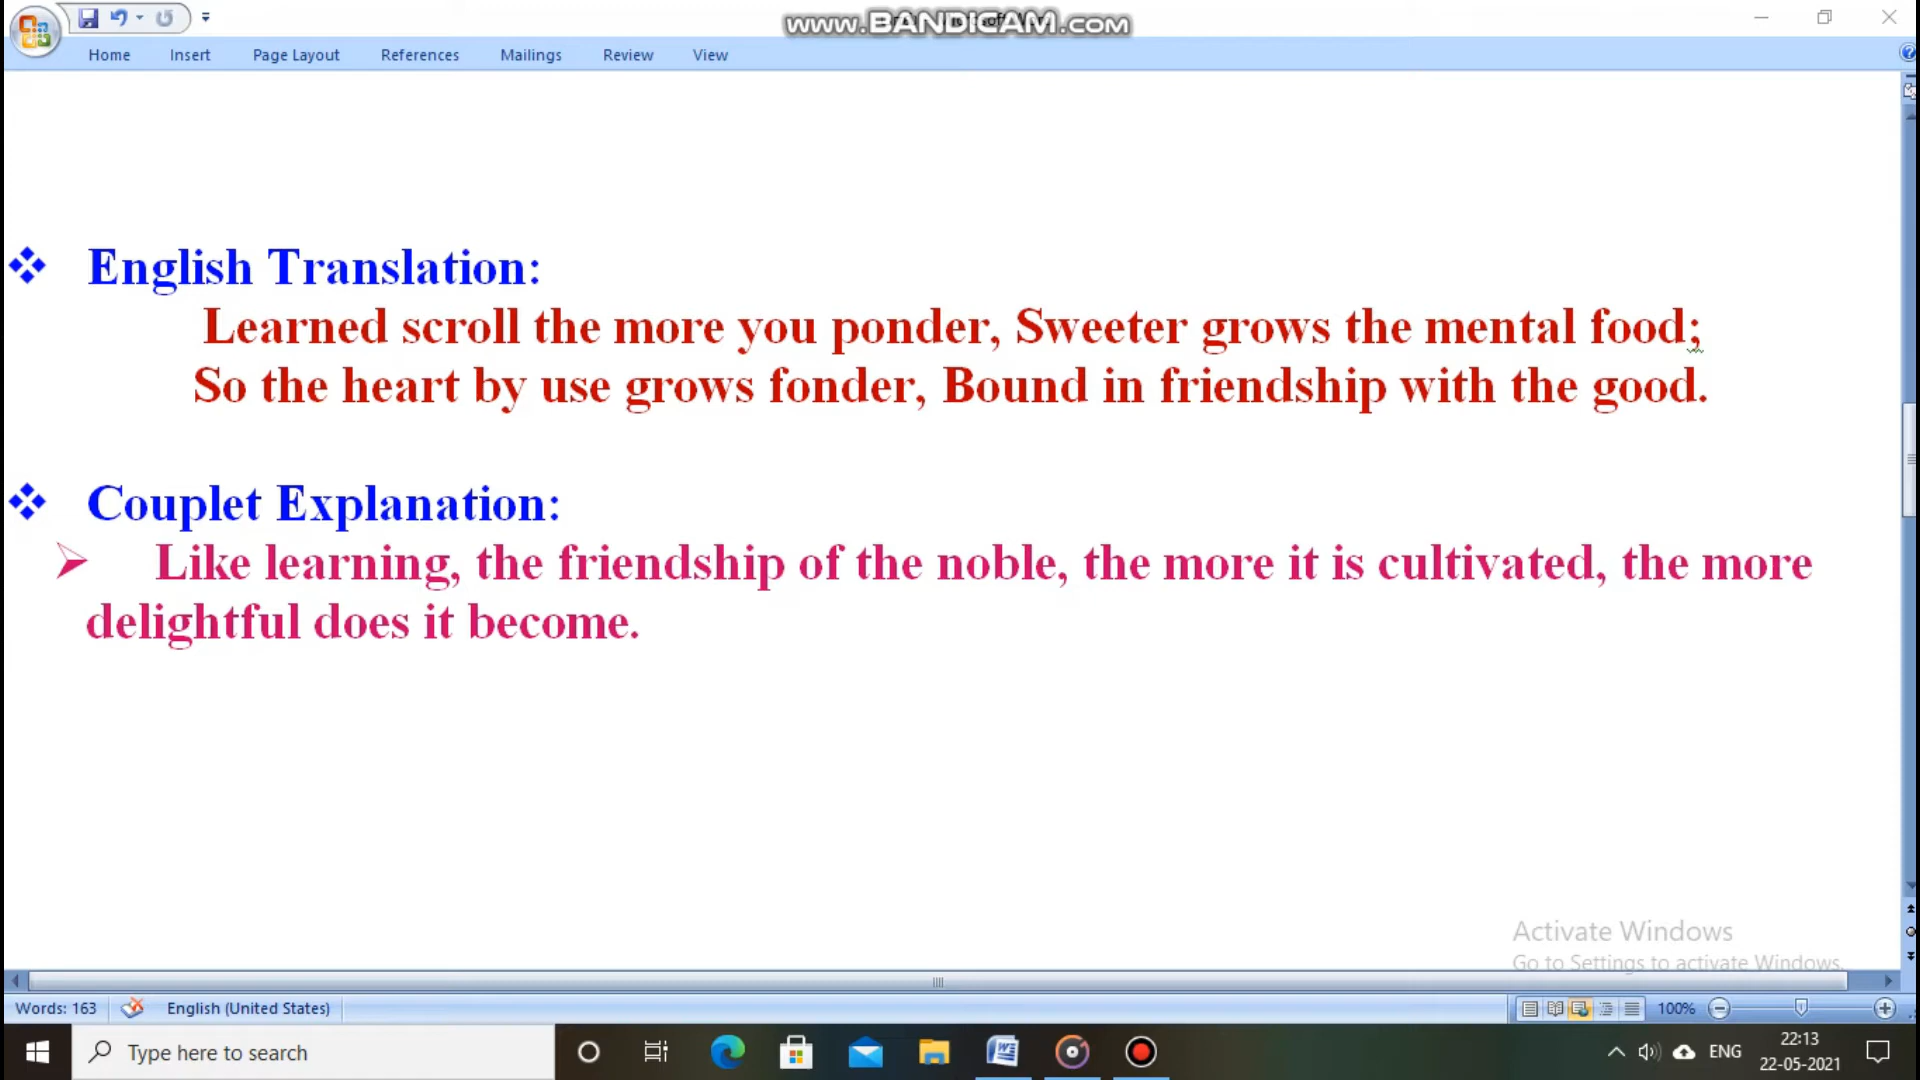 www.BANDICAM.com
Home Insert Page Layout References Mailings Review View
English Translation:
Learned scroll the more you ponder, Sweeter grows the mental food;
So the heart by use grows fonder, Bound in friendship with the good.
Couplet Explanation:
Like learning, the friendship of the noble, the more it is cultivated, the more
delightful does it become.
Activate Windows
Go to Settings to activate Windows.
Words: 163 English (United States) 100%
Type here to search ENG 22:13
22-05-2021